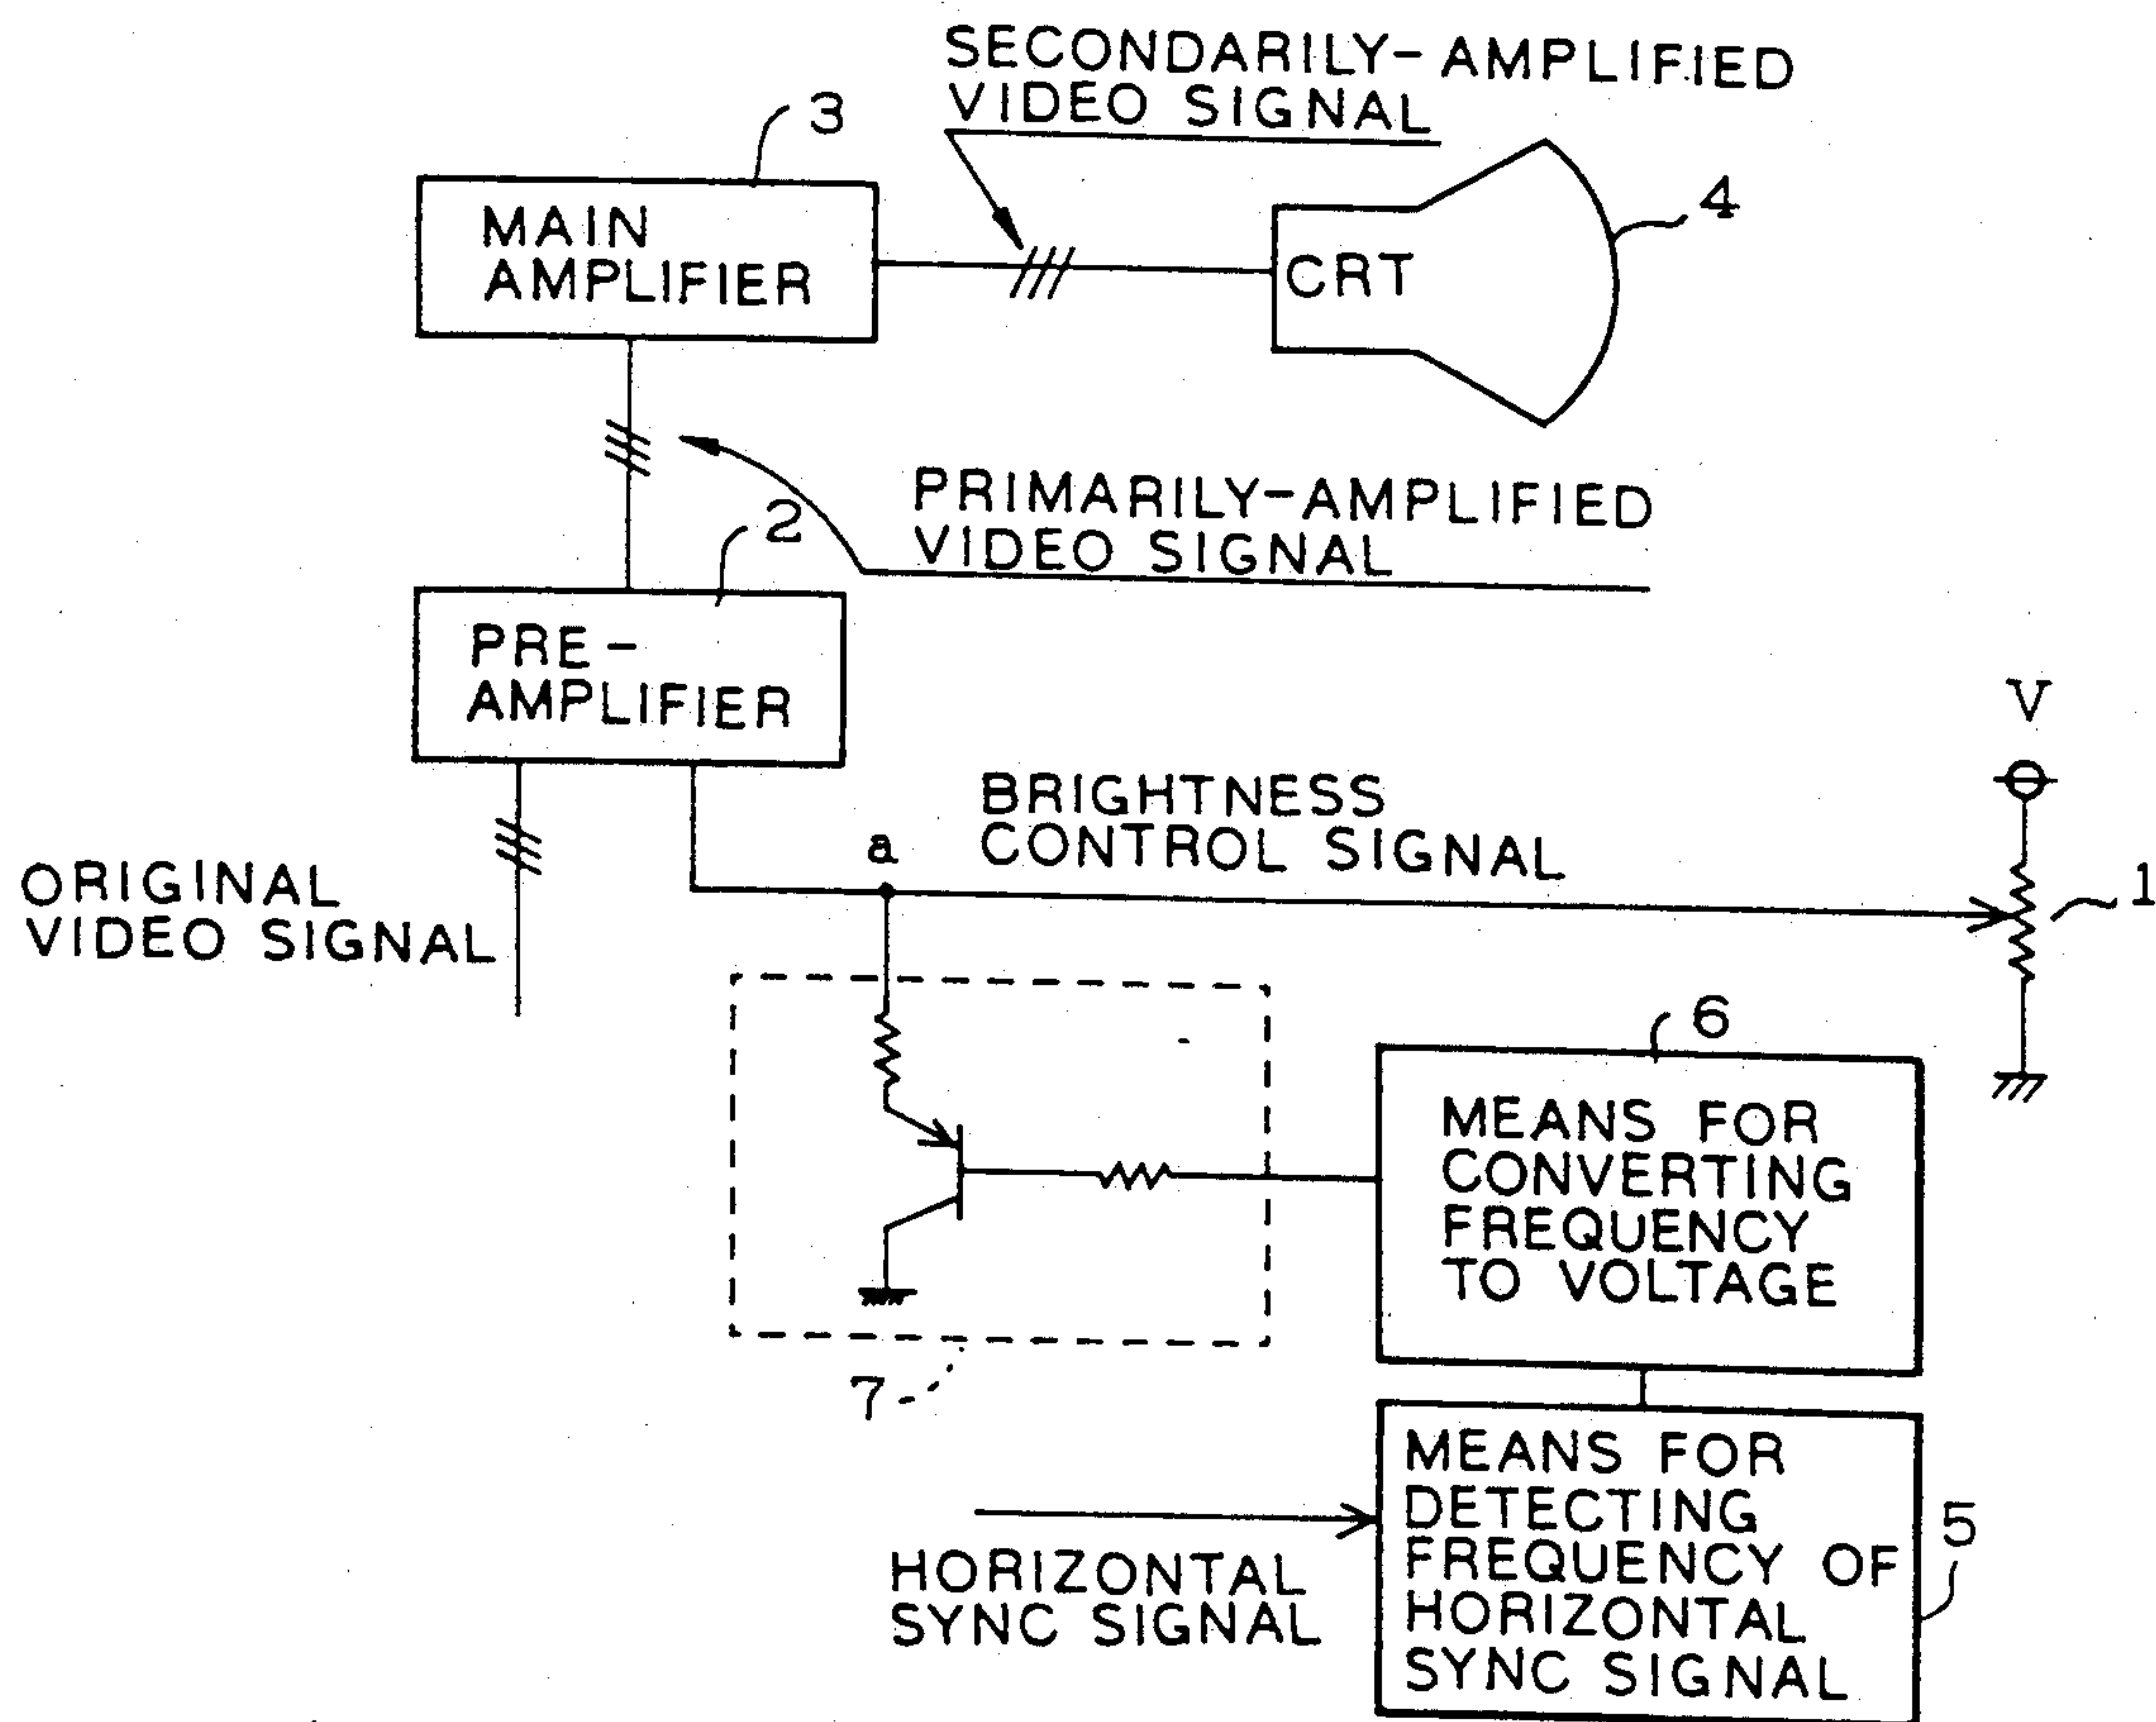 SECONDARILY-AMPLIFIED
VIDEO SIGNAL
3
4
MAIN
AMPLIFIER
CRT
PRIMARILY-AMPLIFIED
VIDEO SIGNAL
2
PRE-
AMPLIFIER
V
BRIGHTNESS
CONTROL SIGNAL
a
1
ORIGINAL
VIDEO SIGNAL
6
MEANS FOR
CONVERTING
FREQUENCY
TO VOLTAGE
7
MEANS FOR
DETECTING
FREQUENCY OF
HORIZONTAL
SYNC SIGNAL
5
HORIZONTAL
SYNC SIGNAL